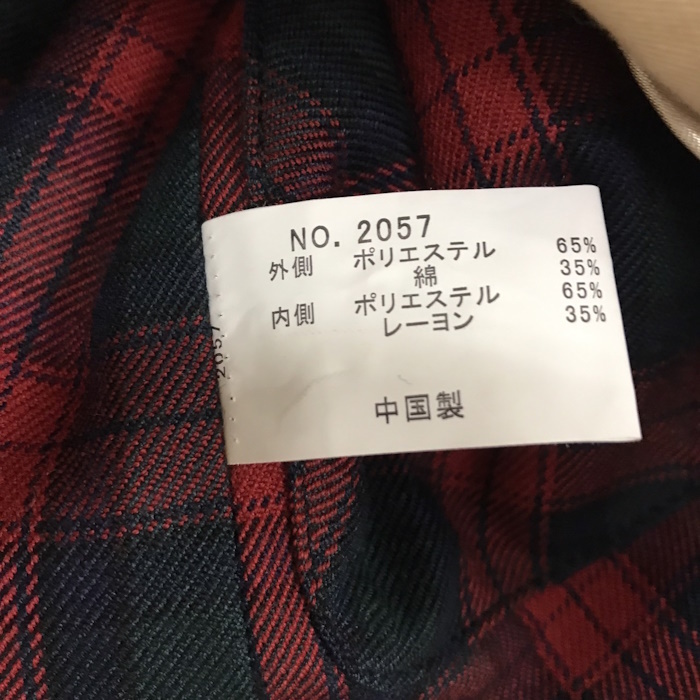 NO. 2057
外側 ポリエステル 65%
綿 35%
内側 ポリエステル 65%
レーヨン 35%
中国製
2057